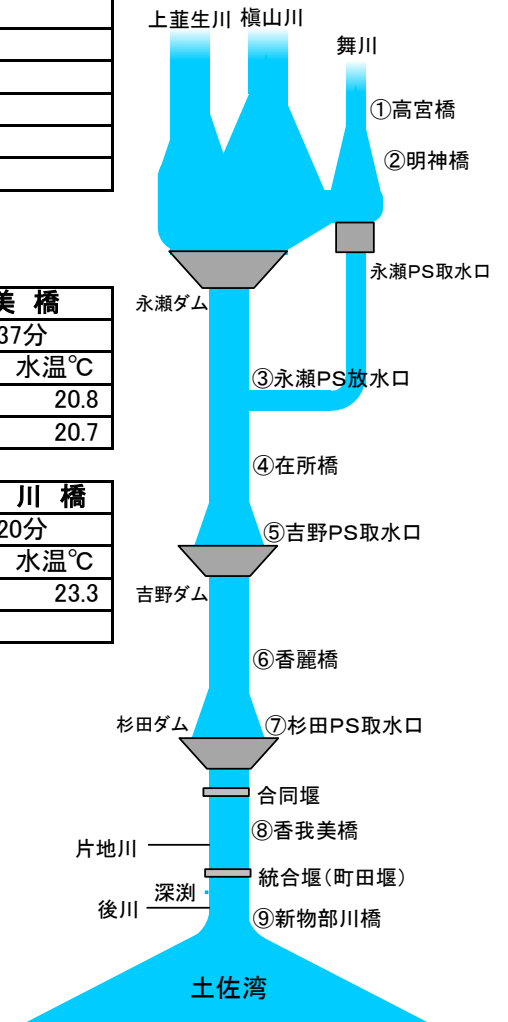 上韮生川 槇山川
舞川
①高宮橋
②明神橋
永瀬PS取水口
永瀬ダム
美 橋
37分
水温℃
20.8
20.7
③永瀬PS放水口
④在所橋
川 橋
20分
水温℃
23.3
⑤吉野PS取水口
吉野ダム
⑥香麗橋
杉田ダム
⑦杉田PS取水口
合同堰
⑧香我美橋
片地川
統合堰(町田堰)
深渕
後川
⑨新物部川橋
土佐湾